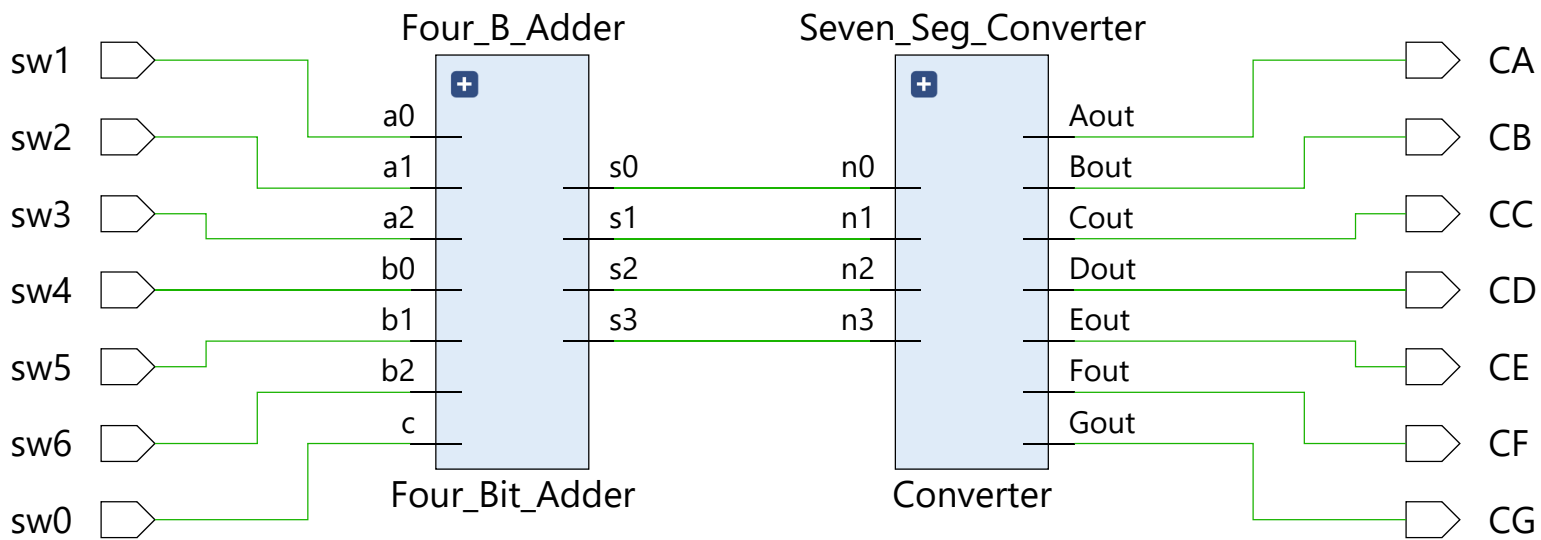 Four_B_Adder
Seven_Seg_Converter
sw1
sw2
sw3
sw4
sw5
sw6
sw0
a0
a1
a2
b0
b1
b2
c
s0
s1
s2
s3
Four_Bit_Adder
n0
n1
n2
n3
Aout
Bout
Cout
Dout
Eout
Fout
Gout
Converter
CA
CB
CC
CD
CE
CF
CG